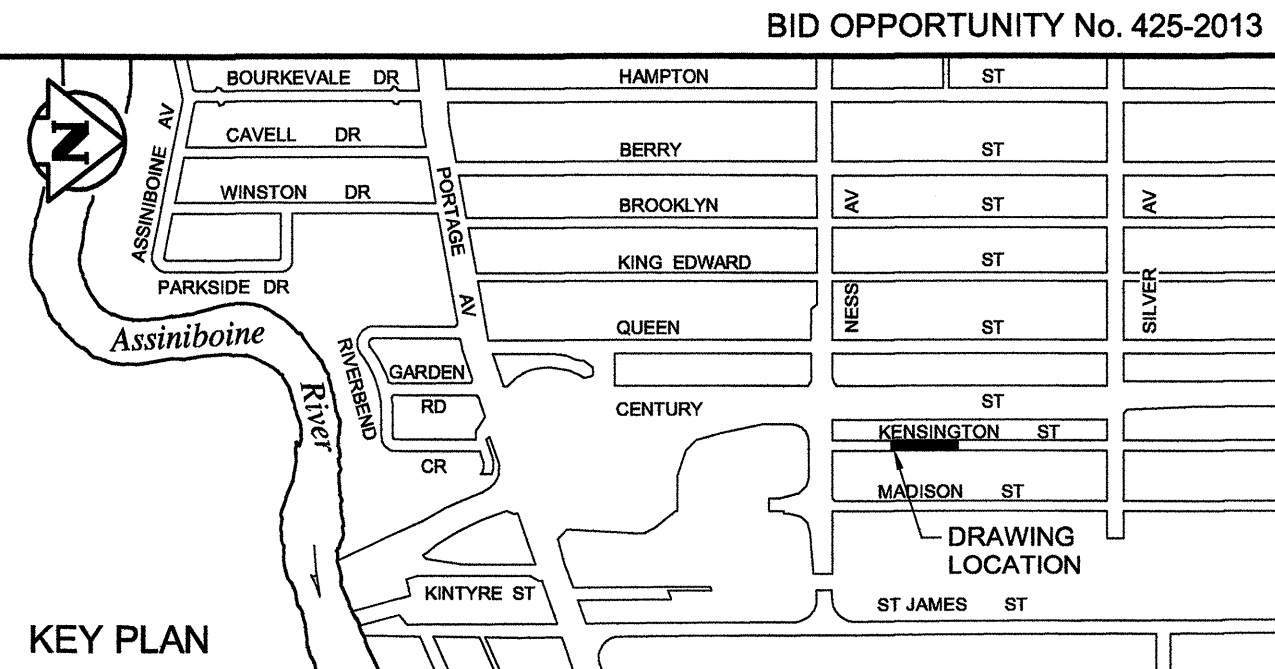 BID OPPORTUNITY No. 425-2013
BOURKEVALE DR
HAMPTON ST
N
ASSINIBOINE AV
CAVELL DR
BERRY ST
WINSTON DR
PORTAGE AV
BROOKLYN ST
NESS AV
SILVER AV
KING EDWARD ST
PARKSIDE DR
Assiniboine River
QUEEN ST
RIVERBEND CR
GARDEN RD
CENTURY ST
KENSINGTON ST
MADISON ST
DRAWING
LOCATION
KINTYRE ST
ST JAMES ST
KEY PLAN